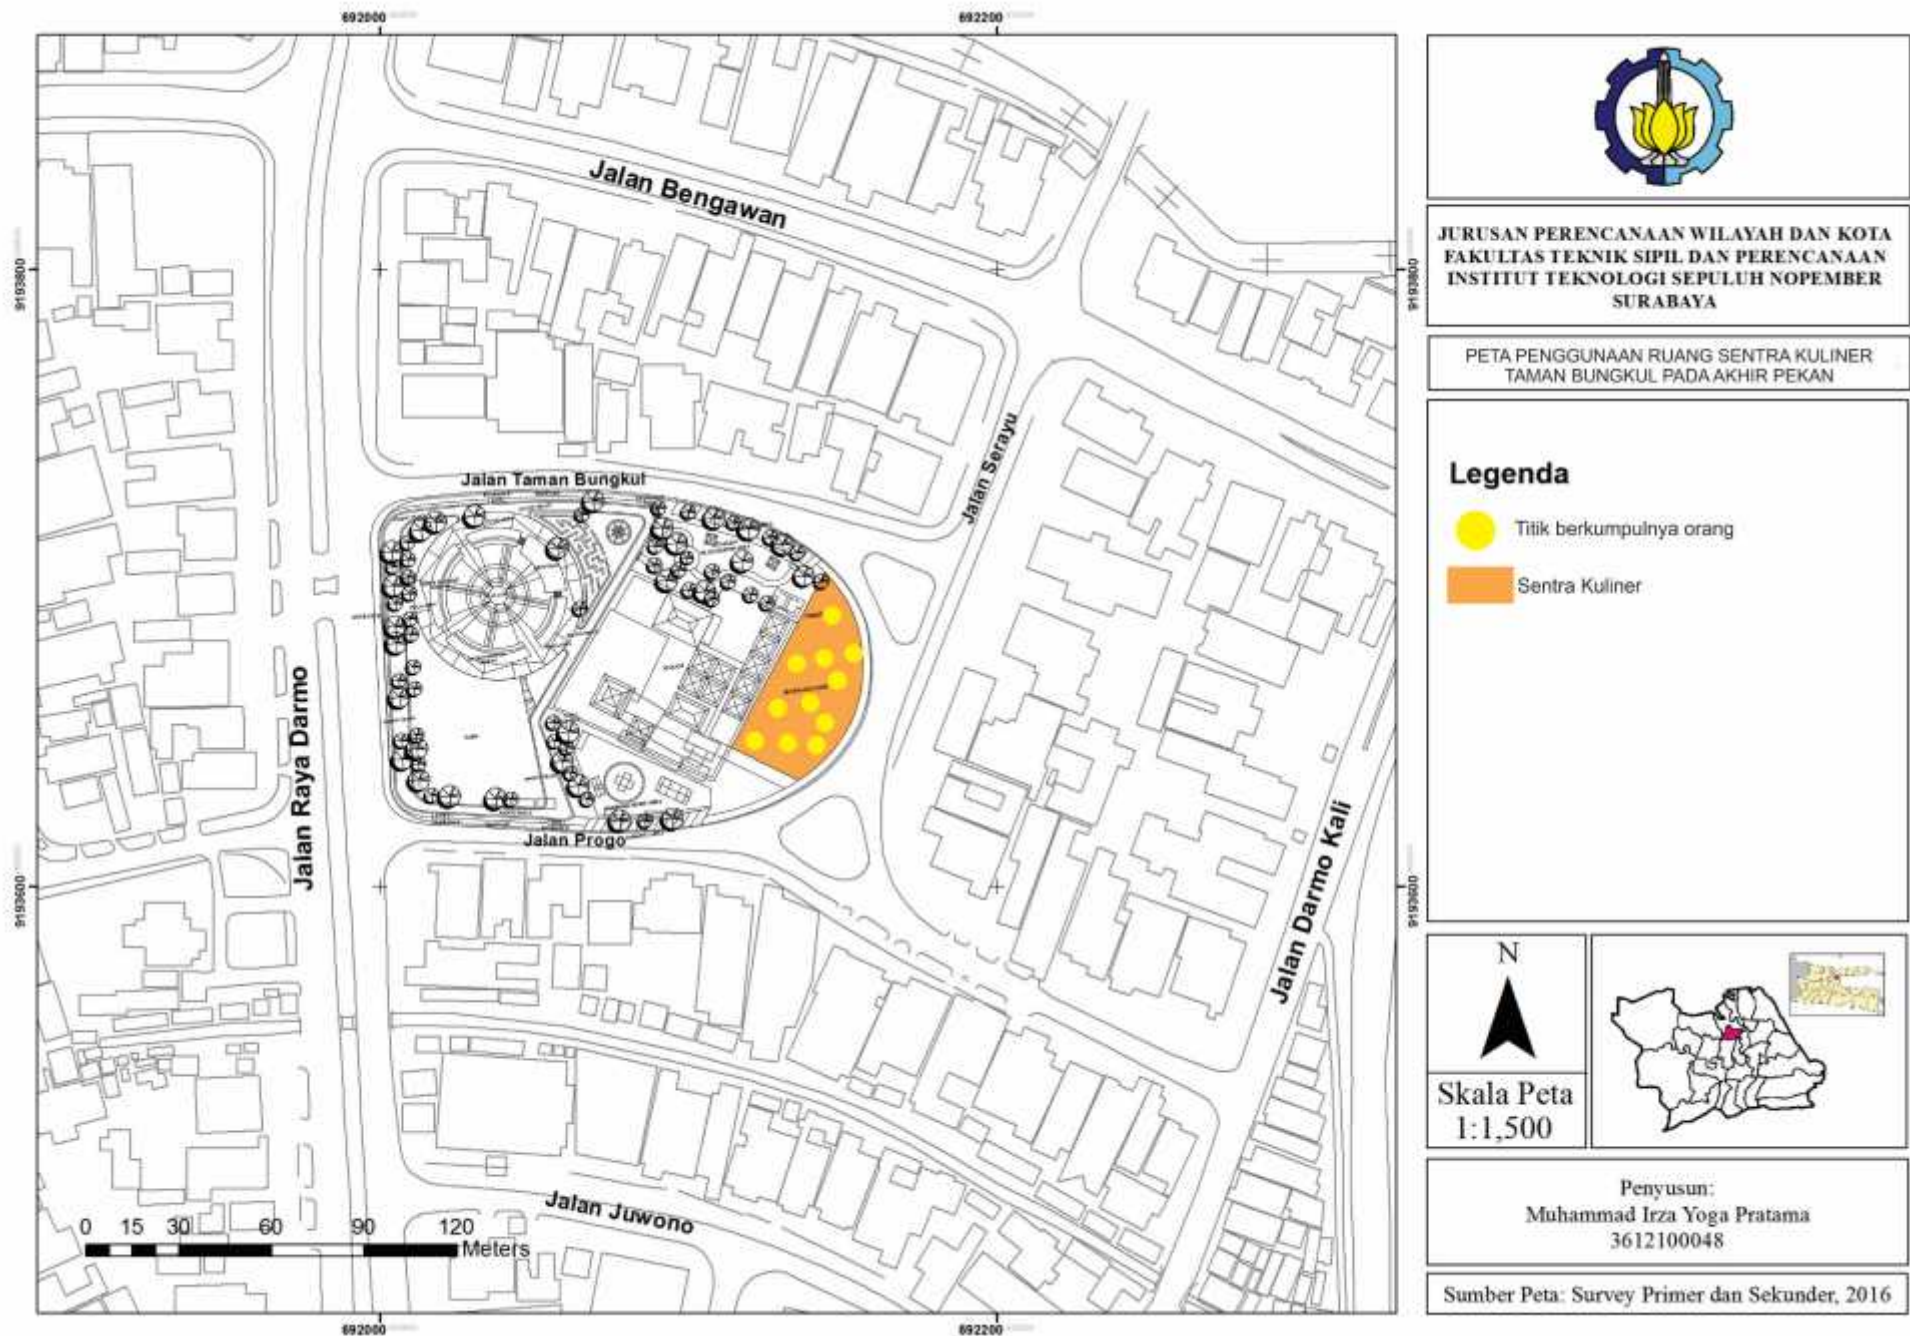 692000
692200
9193800
9193800
9193600
9193600
692000
692200
Jalan Bengawan
Jalan Serayu
Jalan Taman Bungkul
Jalan Raya Darmo
Jalan Progo
Jalan Darmo Kali
Jalan Juwono
0 15 30 60 90 120
Meters
JURUSAN PERENCANAAN WILAYAH DAN KOTA
FAKULTAS TEKNIK SIPIL DAN PERENCANAAN
INSTITUT TEKNOLOGI SEPULUH NOPEMBER
SURABAYA
PETA PENGGUNAAN RUANG SENTRA KULINER
TAMAN BUNGKUL PADA AKHIR PEKAN
Legenda
Titik berkumpulnya orang
Sentra Kuliner
N
Skala Peta
1:1,500
Penyusun:
Muhammad Irza Yoga Pratama
3612100048
Sumber Peta: Survey Primer dan Sekunder, 2016